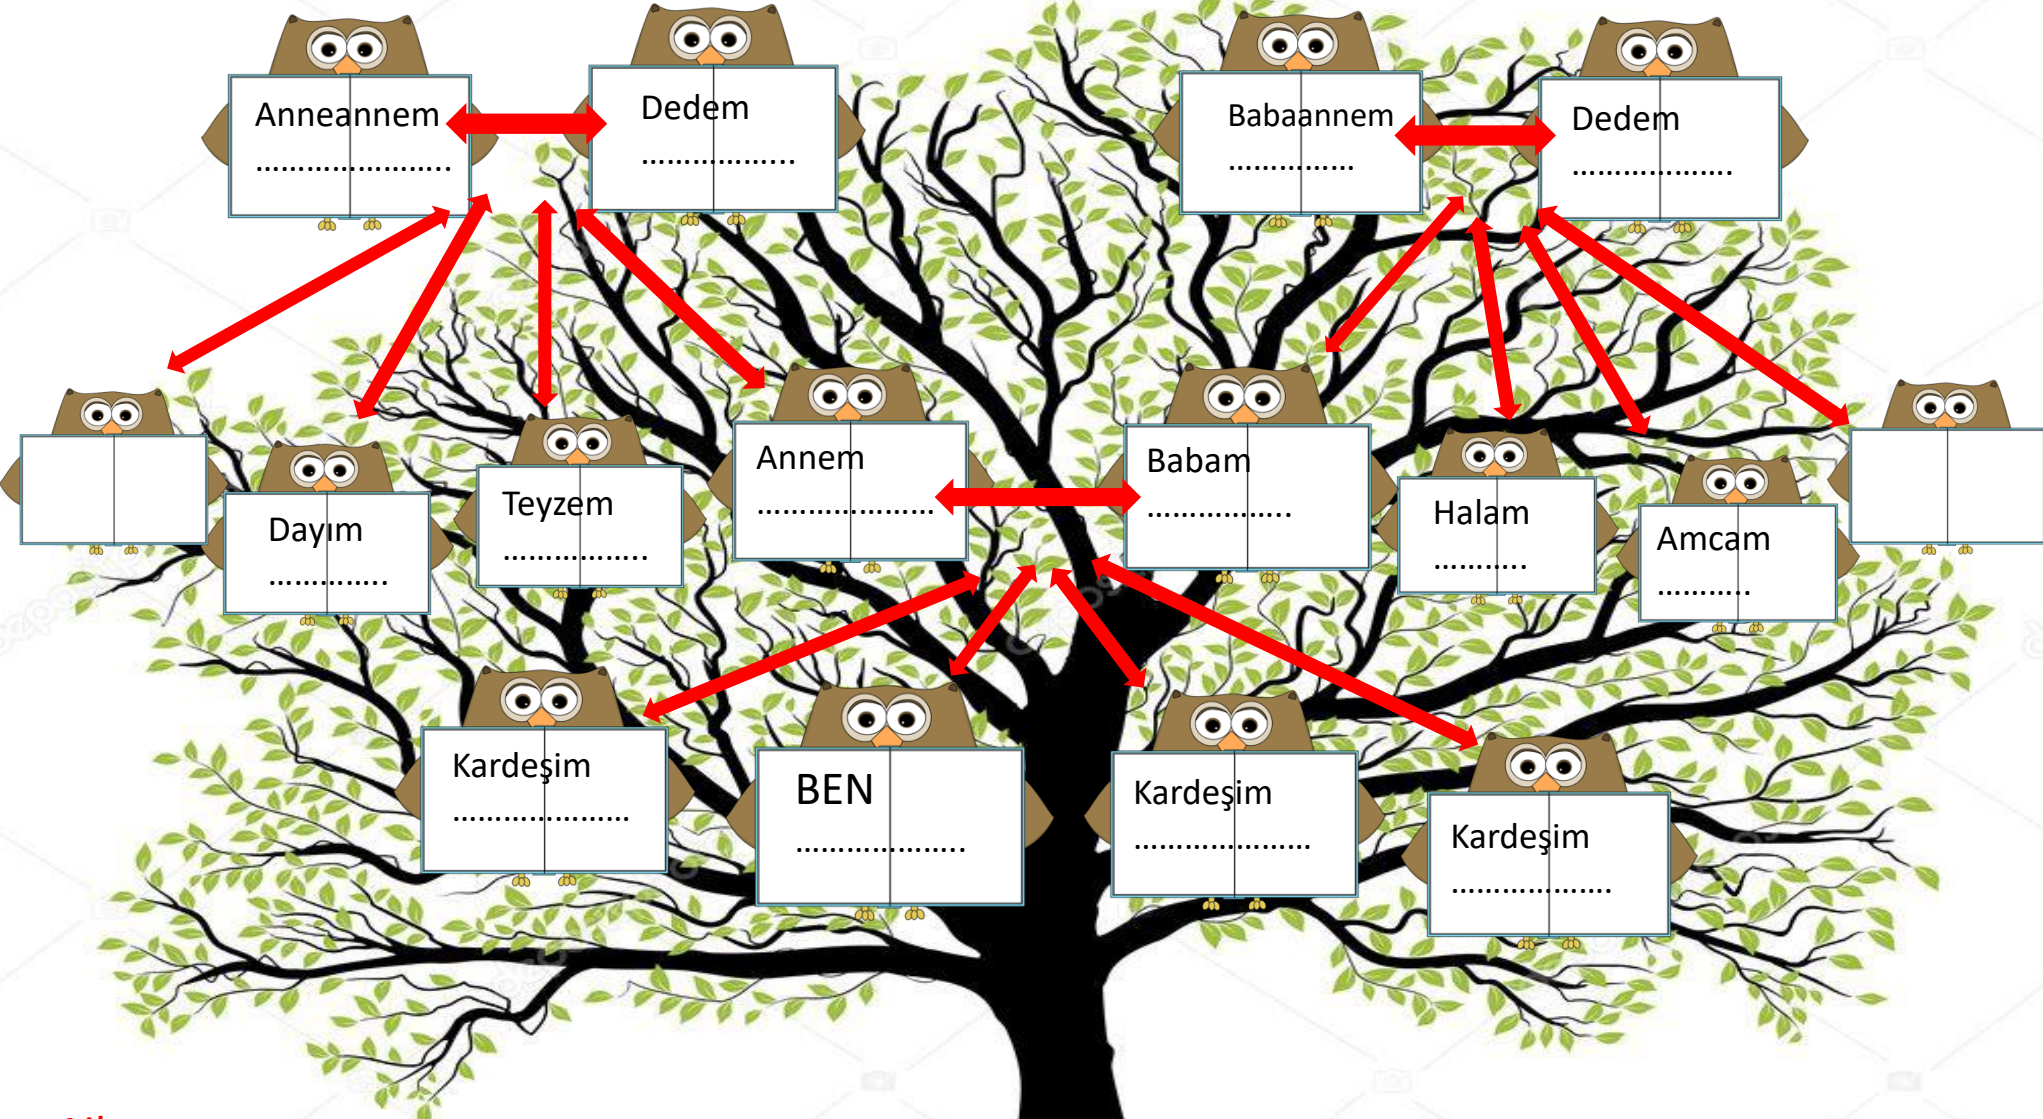 Anneannem
…………………..
Dedem
……………...
Babaannem
……………
Dedem
……………….
Dayım
…………..
Teyzem
……………..
Annem
…………………
Babam
……………..
Halam
………..
Amcam
………..
Kardeşim
…………………
BEN
………………..
Kardeşim
…………………
Kardeşim
……………….